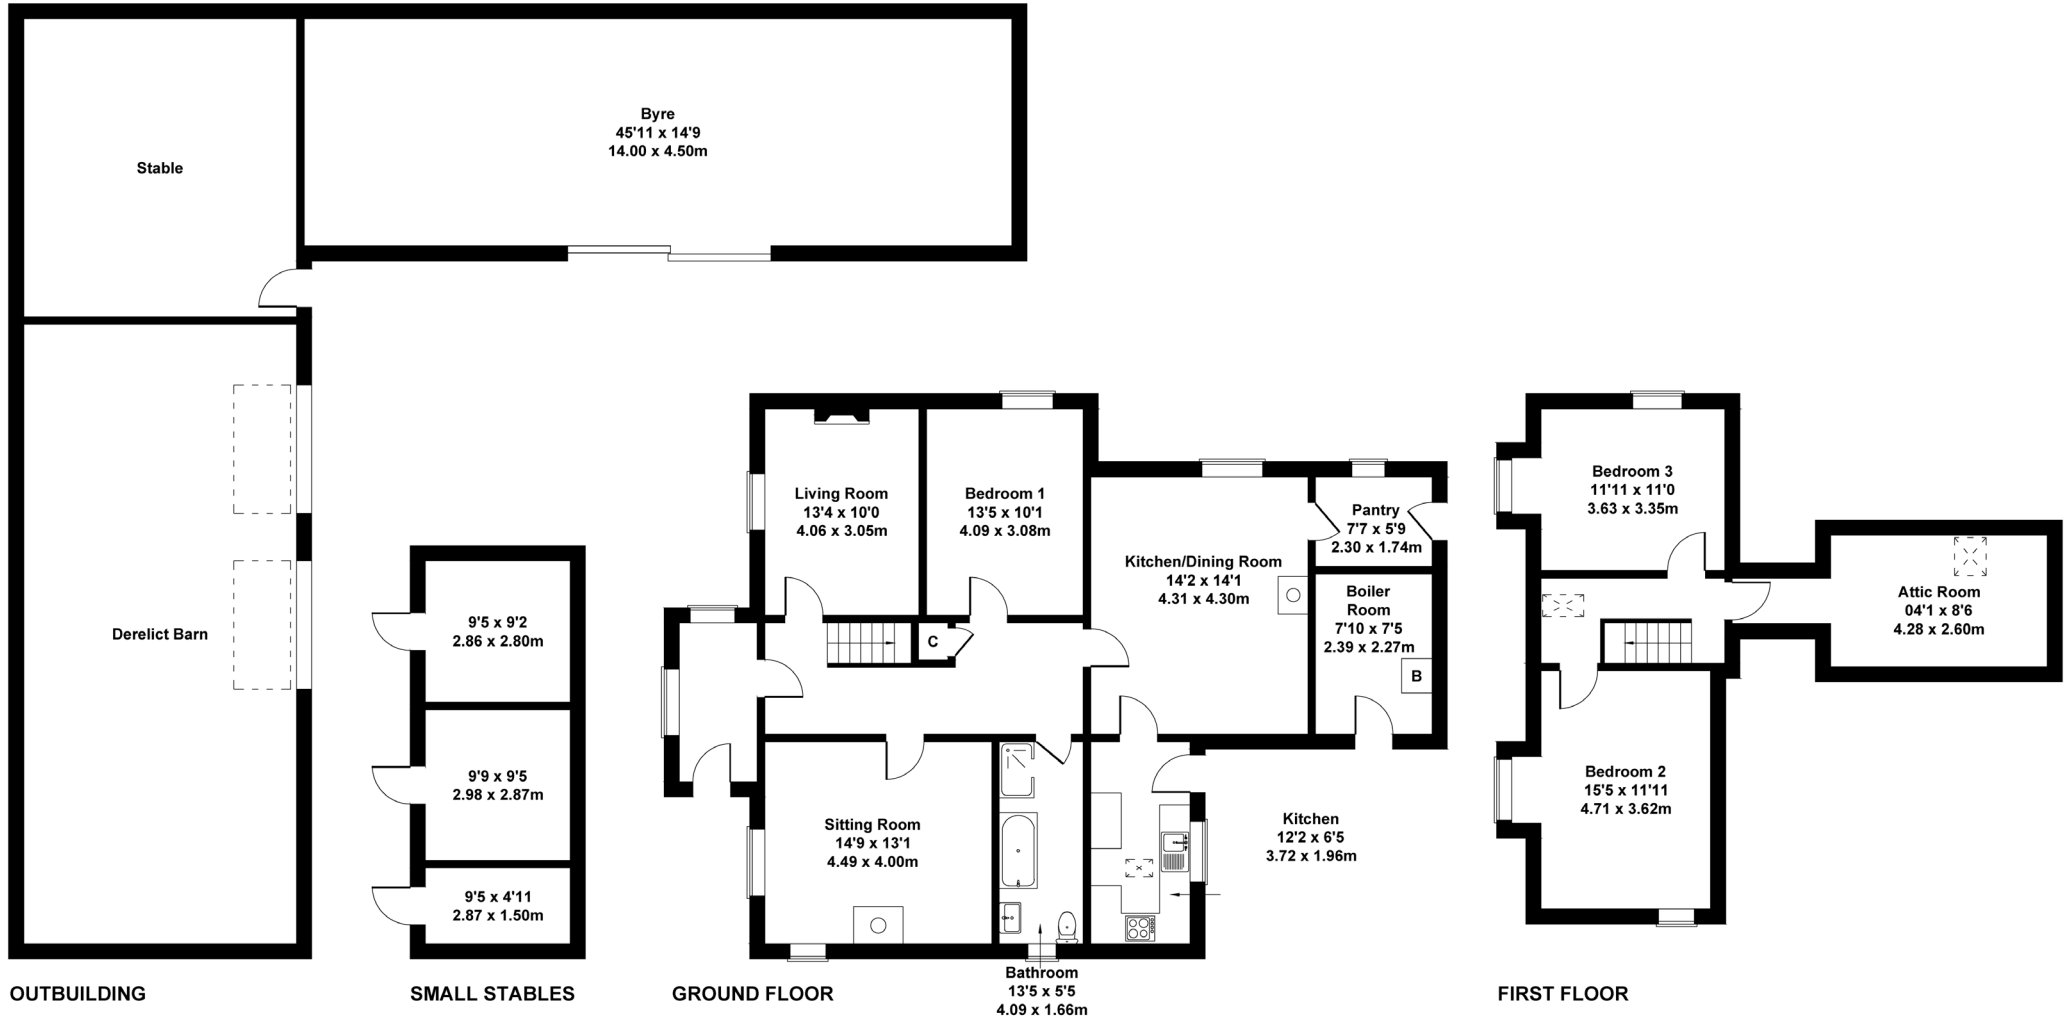 Byre
45'11 x 14'9
14.00 x 4.50m
Stable
Derelict Barn
OUTBUILDING
9'5 x 9'2
2.86 x 2.80m
9'9 x 9'5
2.98 x 2.87m
9'5 x 4'11
2.87 x 1.50m
SMALL STABLES
Living Room
13'4 x 10'0
4.06 x 3.05m
Bedroom 1
13'5 x 10'1
4.09 x 3.08m
Kitchen/Dining Room
14'2 x 14'1
4.31 x 4.30m
Pantry
7'7 x 5'9
2.30 x 1.74m
Boiler
Room
7'10 x 7'5
2.39 x 2.27m
B
C
Sitting Room
14'9 x 13'1
4.49 x 4.00m
Kitchen
12'2 x 6'5
3.72 x 1.96m
Bathroom
13'5 x 5'5
4.09 x 1.66m
GROUND FLOOR
Bedroom 3
11'11 x 11'0
3.63 x 3.35m
Attic Room
04'1 x 8'6
4.28 x 2.60m
Bedroom 2
15'5 x 11'11
4.71 x 3.62m
FIRST FLOOR